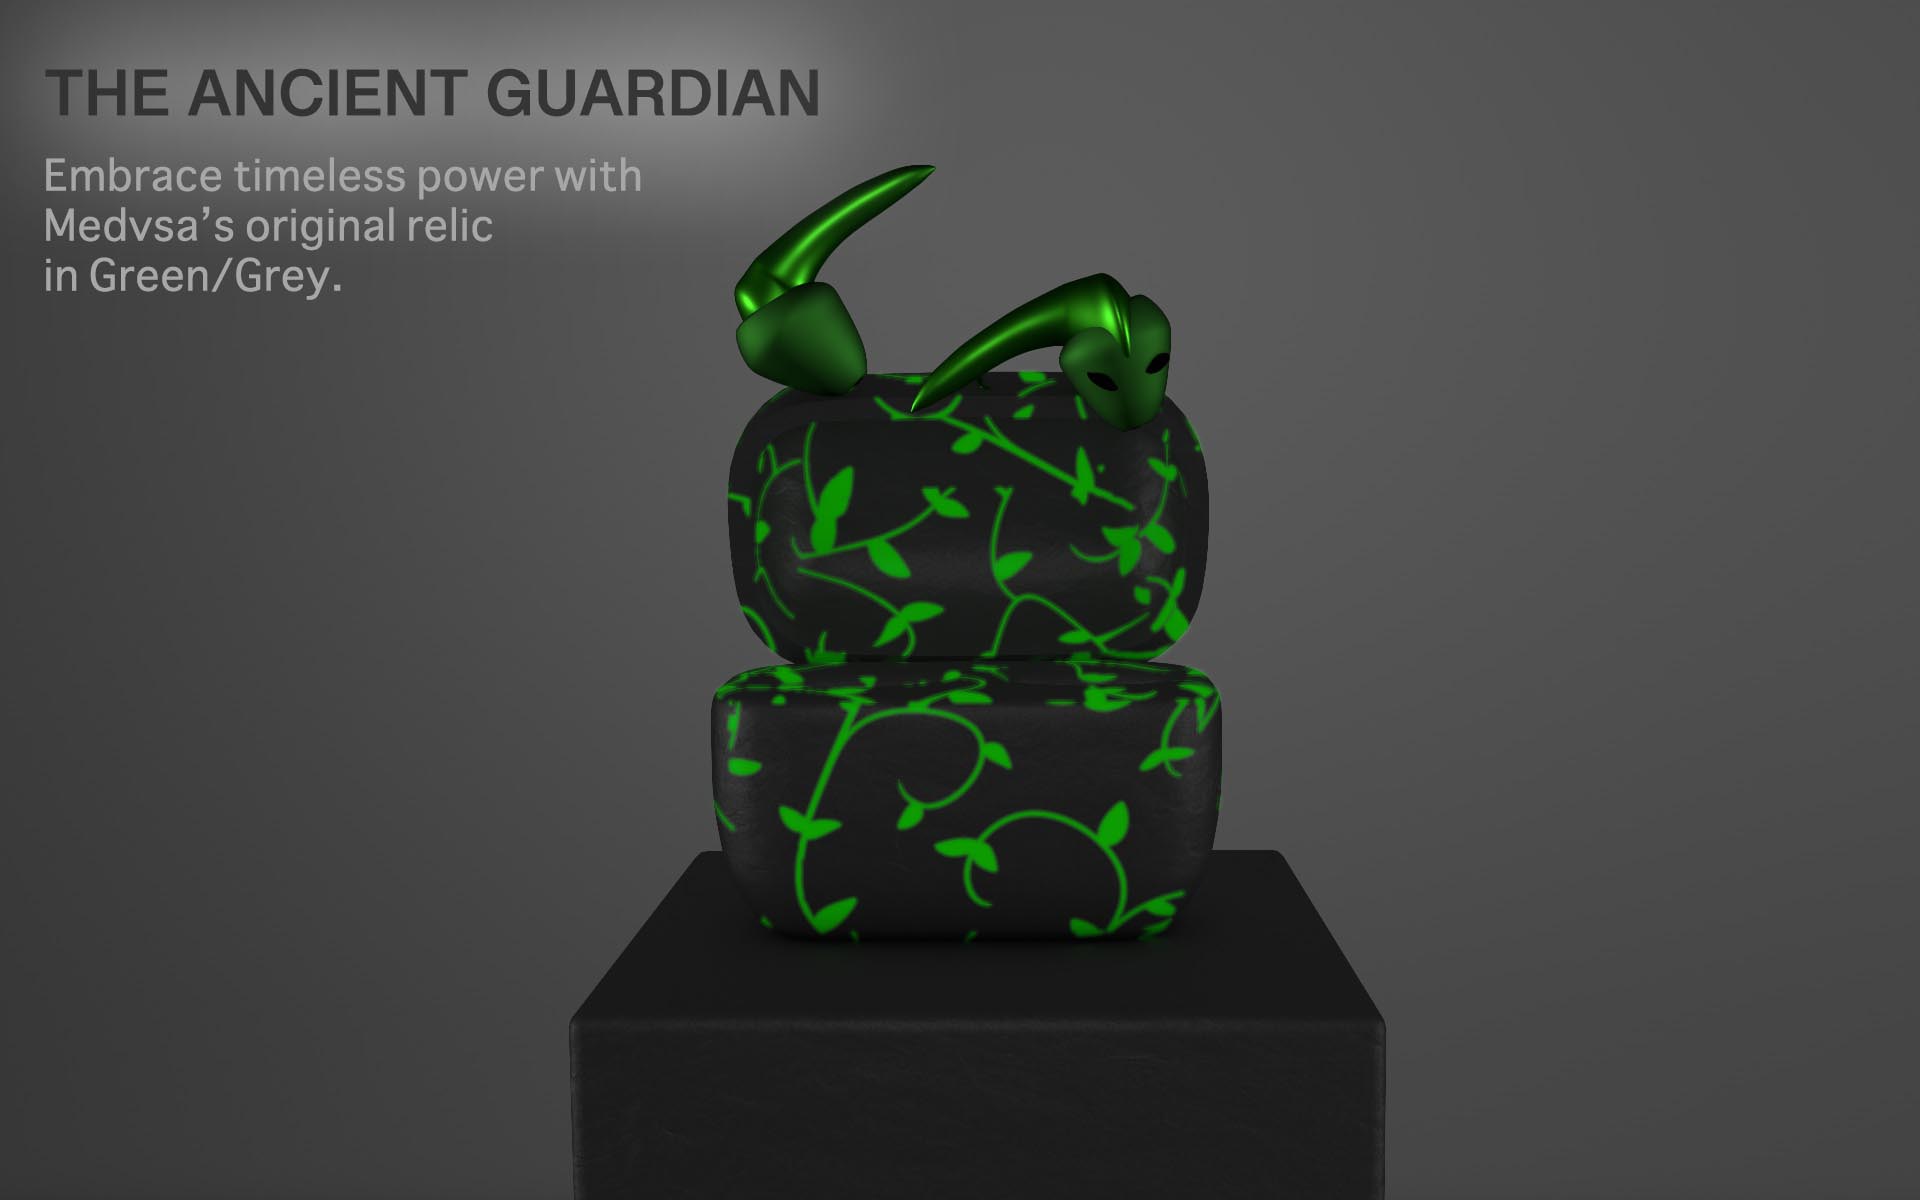 THE ANCIENT GUARDIAN
Embrace timeless power with
Medvsa’s original relic
in Green/Grey.